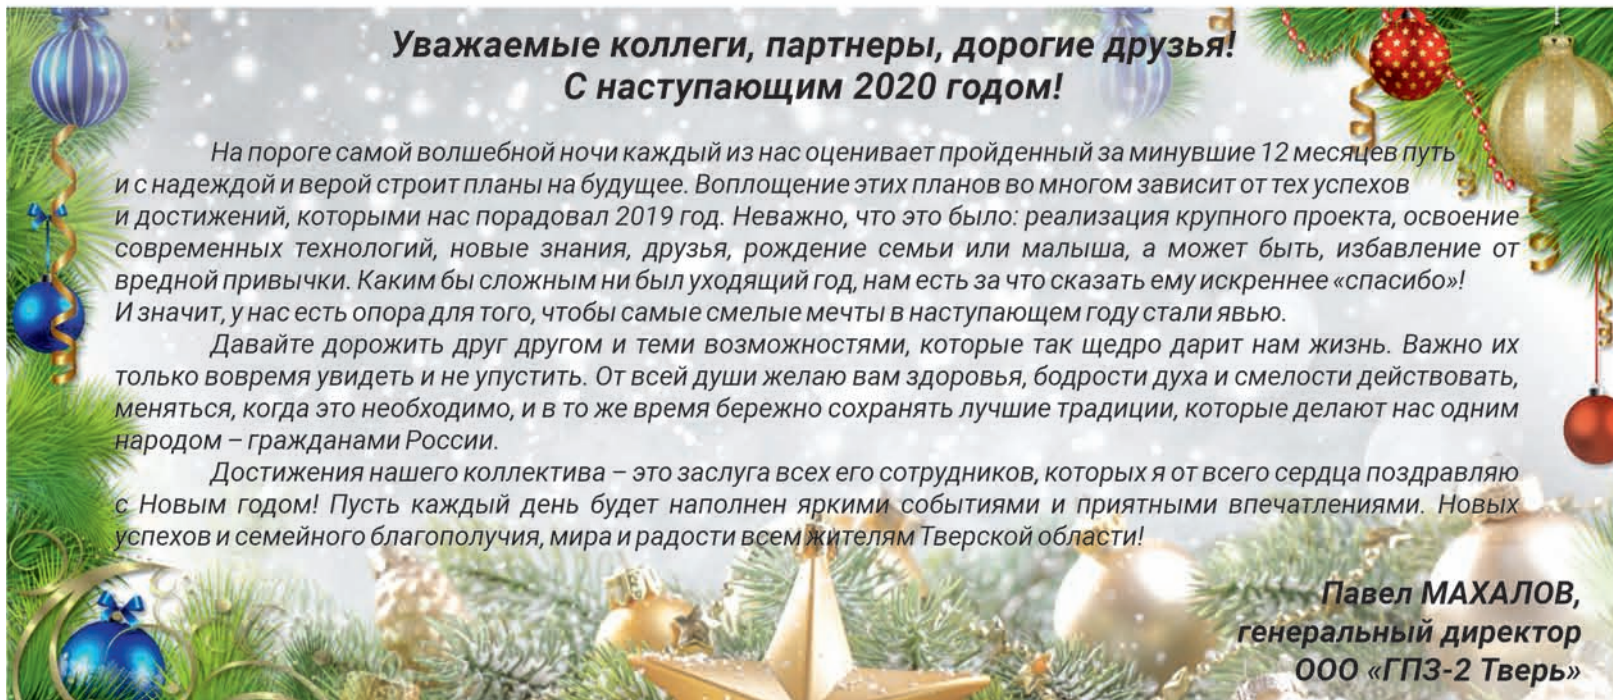 Уважаемые коллеги, партнеры, дорогие друзья!
С наступающим 2020 годом!
На пороге самой волшебной ночи каждый из нас оценивает пройденный за минувшие 12 месяцев путь
и с надеждой и верой строит планы на будущее. Воплощение этих планов во многом зависит от тех успехов
и достижений, которыми нас порадовал 2019 год. Неважно, что это было: реализация крупного проекта, освоение
современных технологий, новые знания, друзья, рождение семьи или малыша, а может быть, избавление от
вредной привычки. Каким бы сложным ни был уходящий год, нам есть за что сказать ему искреннее «спасибо»!
И значит, у нас есть опора для того, чтобы самые смелые мечты в наступающем году стали явью.
Давайте дорожить друг другом и теми возможностями, которые так щедро дарит нам жизнь. Важно их
только вовремя увидеть и не упустить. От всей души желаю вам здоровья, бодрости духа и смелости действовать,
меняться, когда это необходимо, и в то же время бережно сохранять лучшие традиции, которые делают нас одним
народом – гражданами России.
Достижения нашего коллектива – это заслуга всех его сотрудников, которых я от всего сердца поздравляю
с Новым годом! Пусть каждый день будет наполнен яркими событиями и приятными впечатлениями. Новых
успехов и семейного благополучия, мира и радости всем жителям Тверской области!
Павел МАХАЛОВ,
генеральный директор
ООО «ГПЗ-2 Тверь»